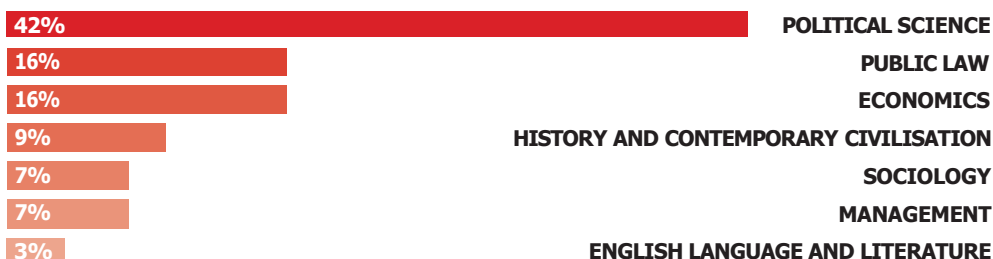 42% POLITICAL SCIENCE
16% PUBLIC LAW
16% ECONOMICS
9% HISTORY AND CONTEMPORARY CIVILISATION
7% SOCIOLOGY
7% MANAGEMENT
3% ENGLISH LANGUAGE AND LITERATURE